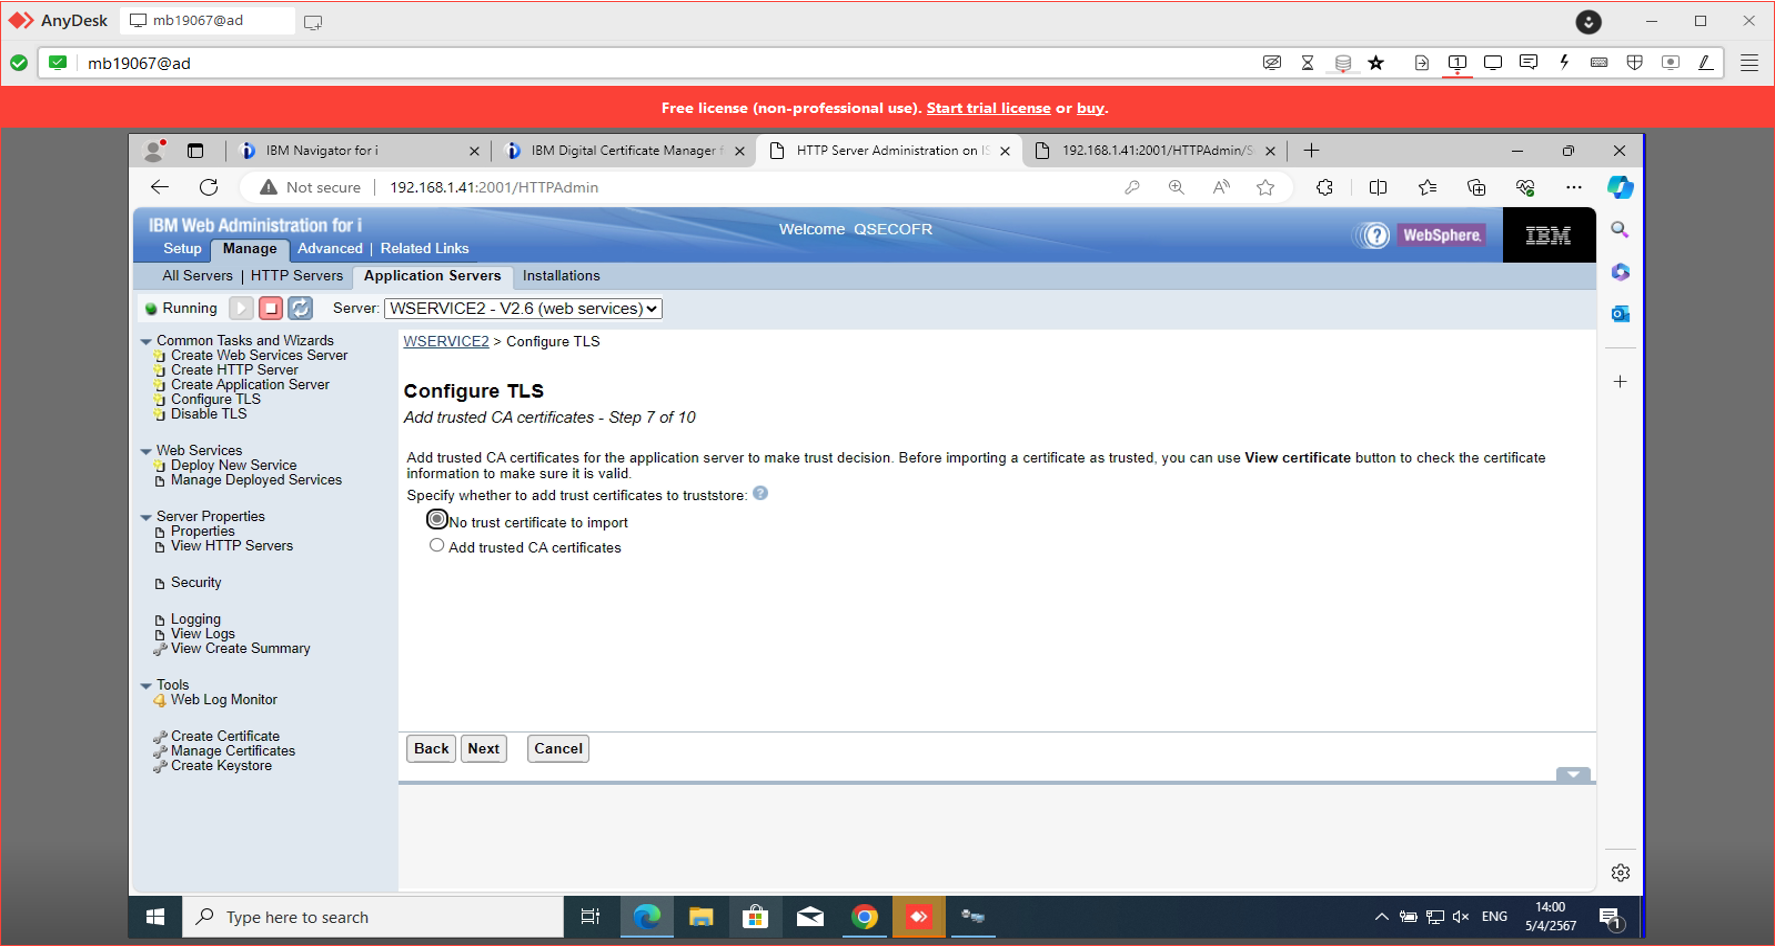 AnyDesk
mb19067@ad
mb19067@ad
Free license (non-professional use). Start trial license or buy.
IBM Navigator for i
IBM Digital Certificate Manager f
HTTP Server Administration on IS
192.168.1.41:2001/HTTPAdmin/S
Not secure
192.168.1.41:2001/HTTPAdmin
IBM Web Administration for i
Welcome QSECOFR
WebSphere.
IBM
Setup Manage Advanced | Related Links
All Servers | HTTP Servers Application Servers Installations
Running Server: WSERVICE2 - V2.6 (web services)
Common Tasks and Wizards
Create Web Services Server
Create HTTP Server
Create Application Server
Configure TLS
Disable TLS
Web Services
Deploy New Service
Manage Deployed Services
Server Properties
Properties
View HTTP Servers
Security
Logging
View Logs
View Create Summary
Tools
Web Log Monitor
Create Certificate
Manage Certificates
Create Keystore
WSERVICE2 > Configure TLS
Configure TLS
Add trusted CA certificates - Step 7 of 10
Add trusted CA certificates for the application server to make trust decision. Before importing a certificate as trusted, you can use View certificate button to check the certificate
information to make sure it is valid.
Specify whether to add trust certificates to truststore: ?
No trust certificate to import
Add trusted CA certificates
Back Next Cancel
Type here to search
ENG
14:00
5/4/2567
1